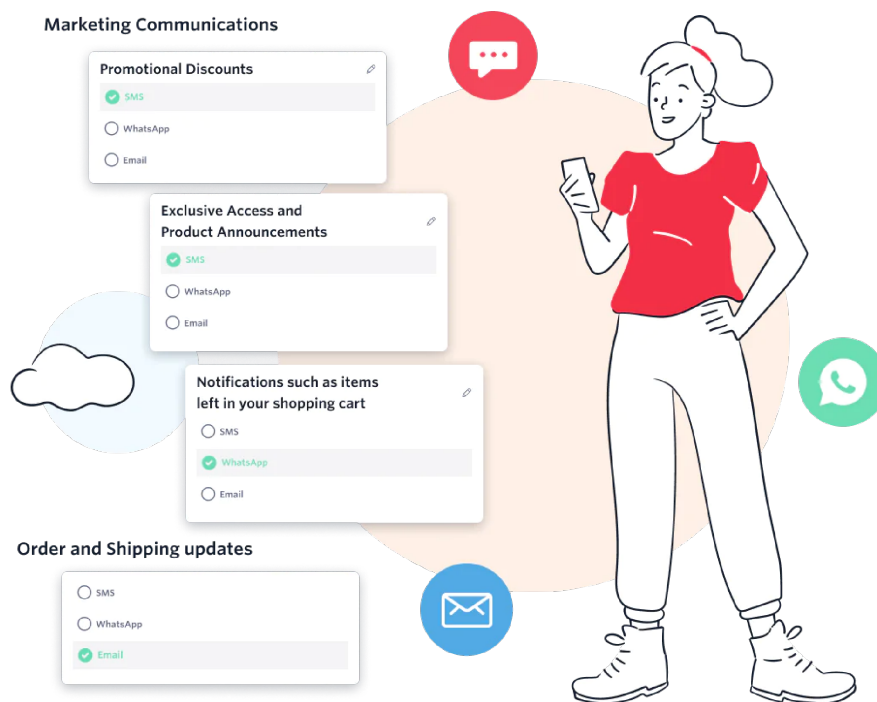 Marketing Communications
Promotional Discounts
SMS
WhatsApp
Email
Exclusive Access and
Product Announcements
SMS
WhatsApp
Email
Notifications such as items
left in your shopping cart
SMS
WhatsApp
Email
Order and Shipping updates
SMS
WhatsApp
Email